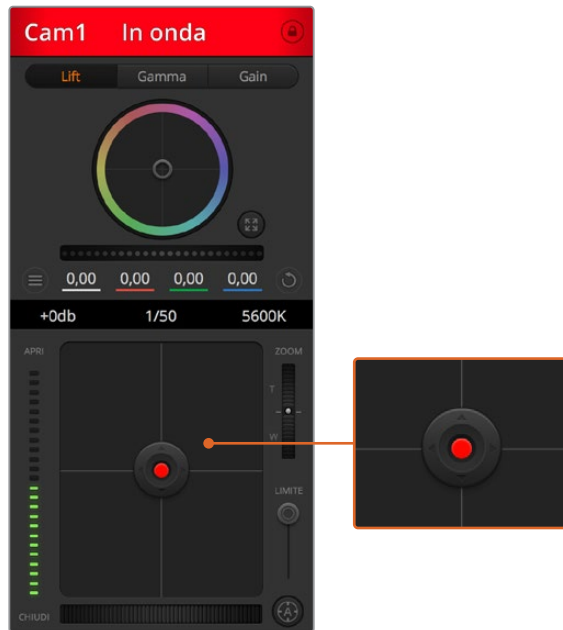 Cam1 In onda
Lift Gamma Gain
0,00 0,00 0,00 0,00
+0db 1/50 5600K
APRI ZOOM
T
W
LIMITE
CHIUDI A